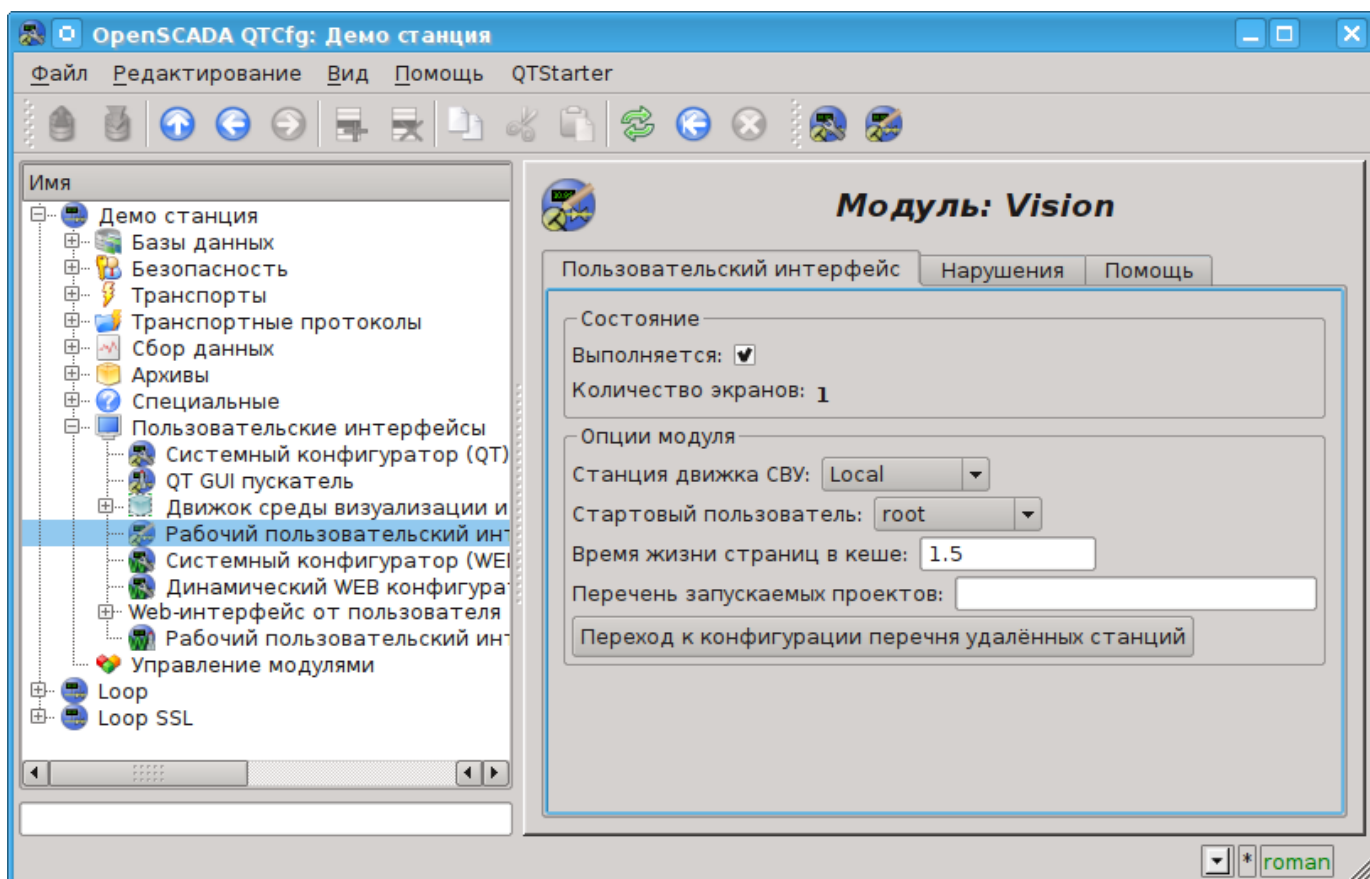 OpenSCADA QTCfg: Демо станция
Файл Редактирование Вид Помощь QTStarter
Имя
Демо станция
Базы данных
Безопасность
Транспорты
Транспортные протоколы
Сбор данных
Архивы
Специальные
Пользовательские интерфейсы
Системный конфигуратор (QT)
QT GUI пускатель
Движок среды визуализации и
Рабочий пользовательский инт
Системный конфигуратор (WEI
Динамический WEB конфигура
Web-интерфейс от пользователя
Рабочий пользовательский инт
Управление модулями
Loop
Loop SSL
Модуль: Vision
Пользовательский интерфейс Нарушения Помощь
Состояние
Выполняется:
Количество экранов: 1
Опции модуля
Станция движка СВУ: Local
Стартовый пользователь: root
Время жизни страниц в кеше: 1.5
Перечень запускаемых проектов:
Переход к конфигурации перечня удалённых станций
* roman